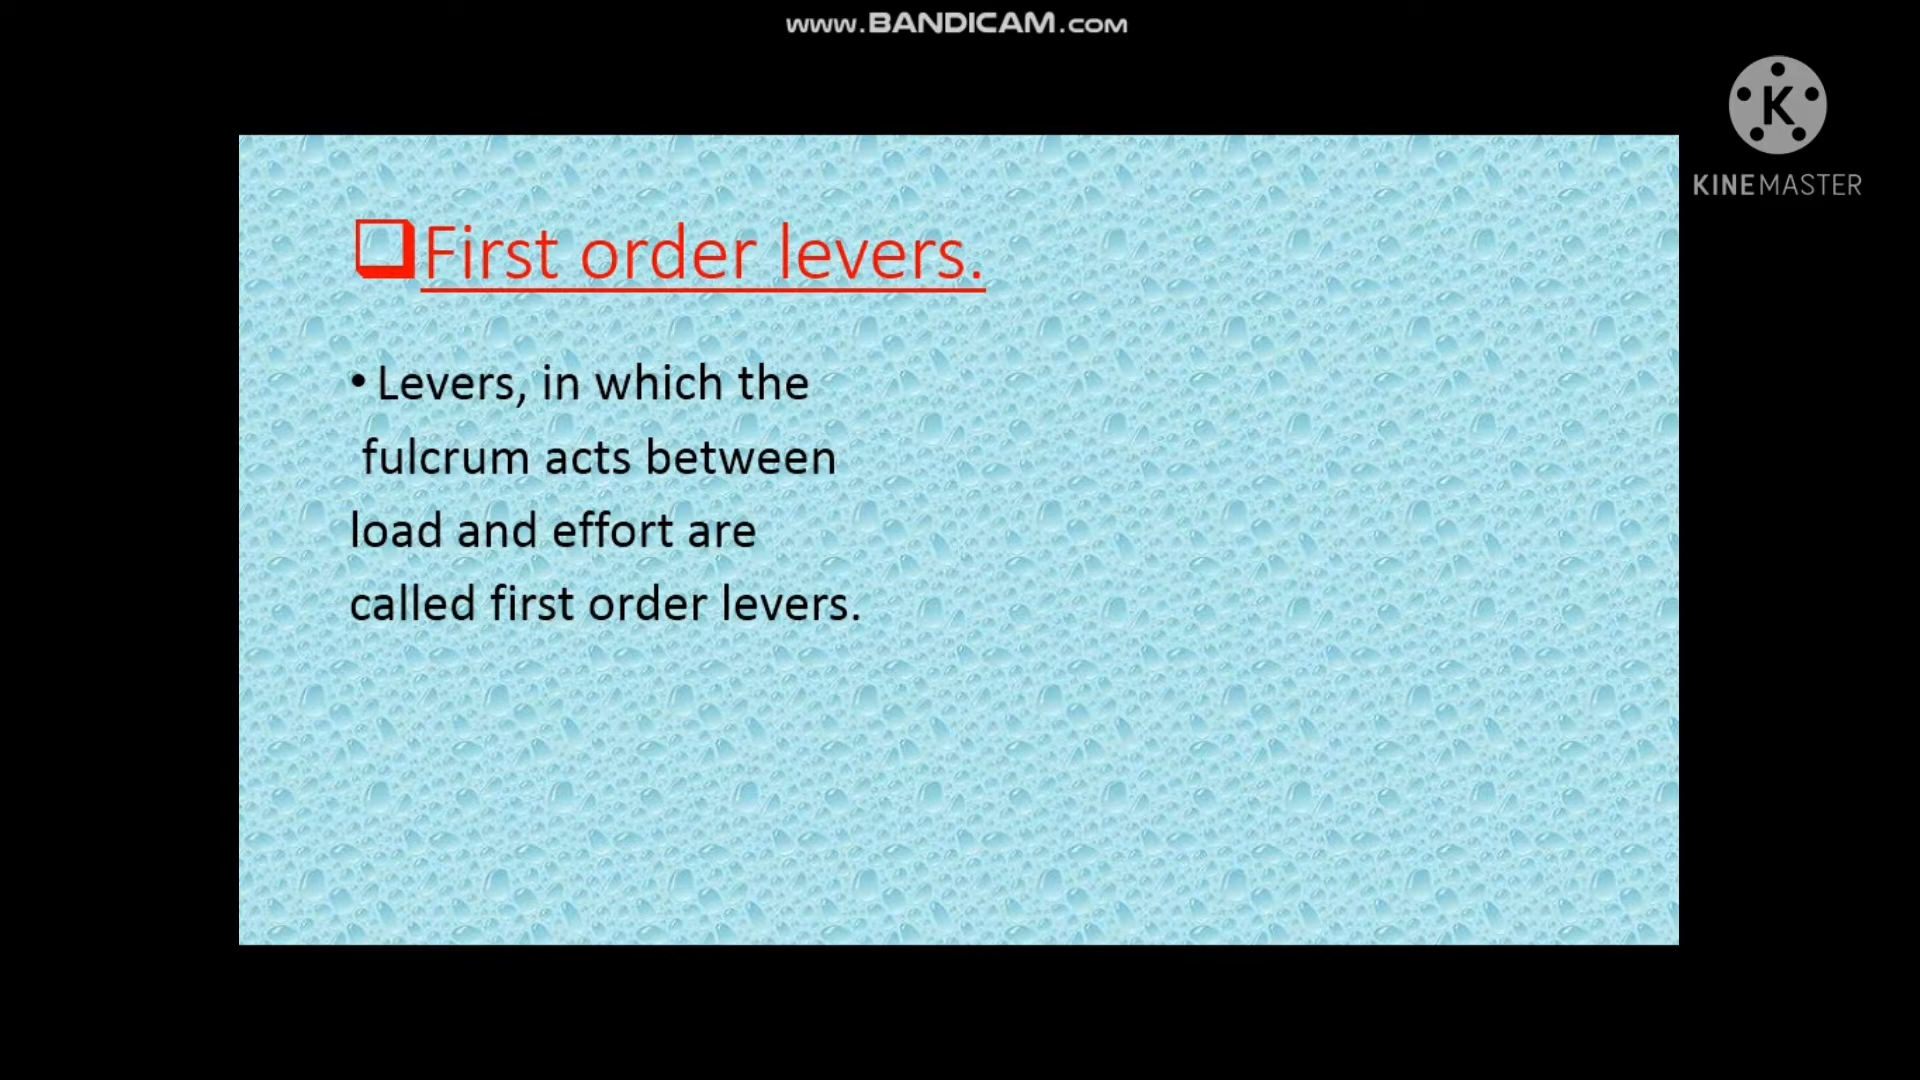 www.BANDICAM.COM
K
KINEMASTER
First order levers.
• Levers, in which the
fulcrum acts between
load and effort are
called first order levers.